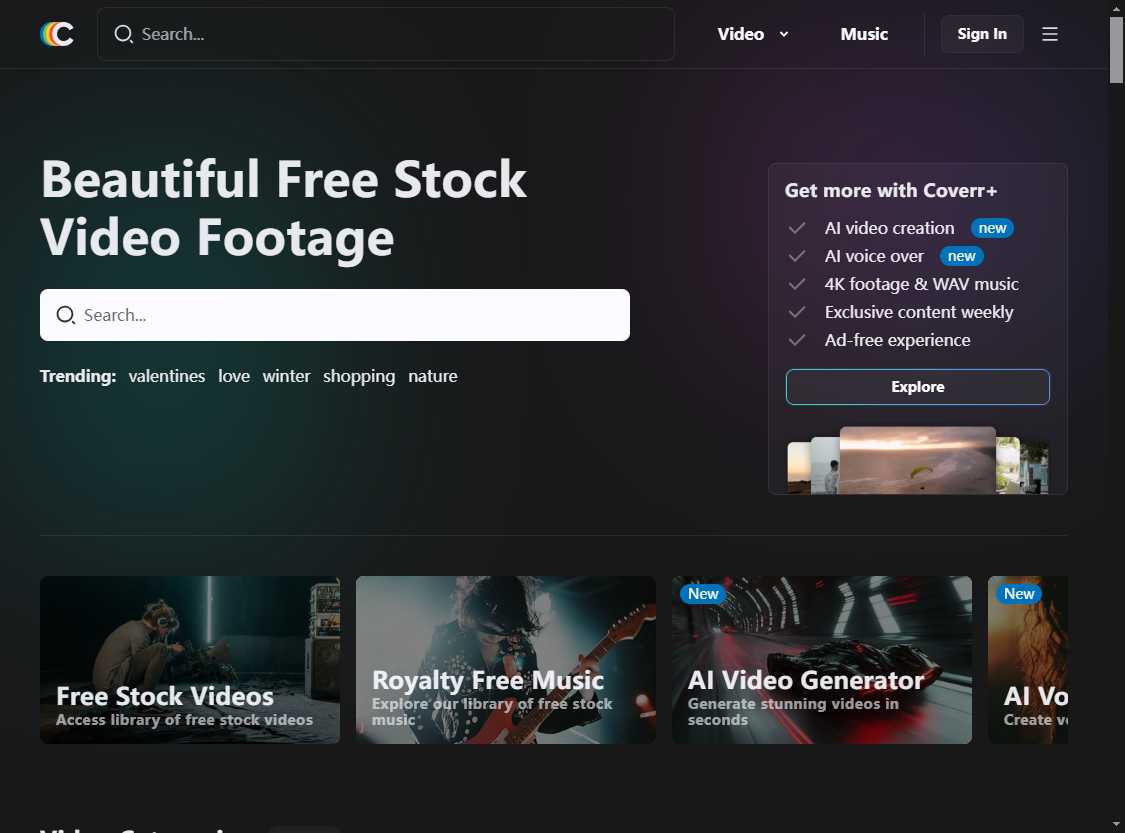 Search...
Video
Music
Sign In
Beautiful Free Stock
Video Footage
Search...
Trending: valentines love winter shopping nature
Get more with Coverr+
AI video creation new
AI voice over new
4K footage & WAV music
Exclusive content weekly
Ad-free experience
Explore
Free Stock Videos
Access library of free stock videos
Royalty Free Music
Explore our library of free stock
music
New
AI Video Generator
Generate stunning videos in
seconds
New
AI Vo
Create